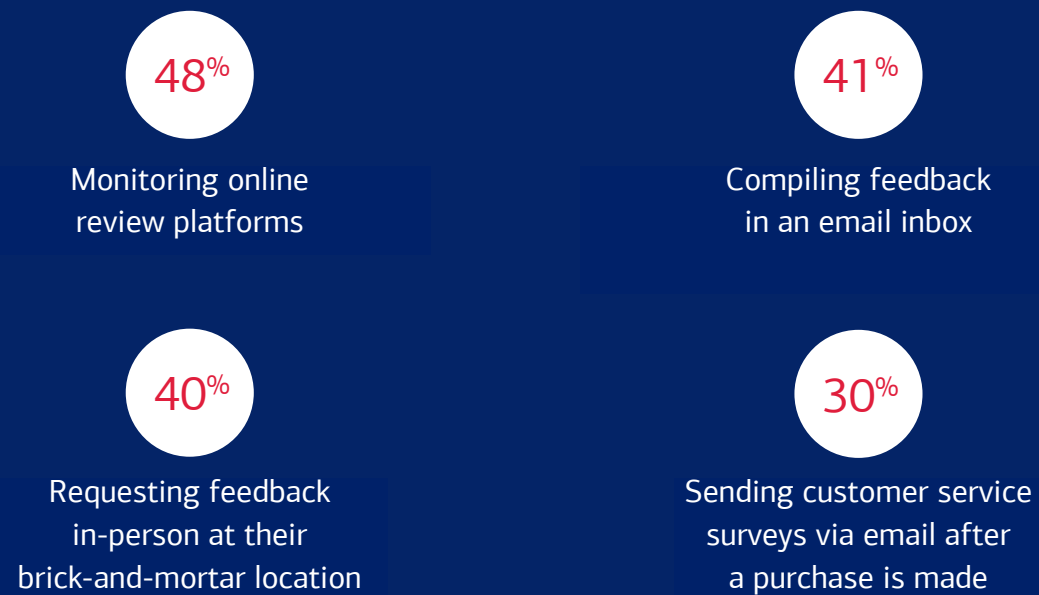 48%
Monitoring online
review platforms
41%
Compiling feedback
in an email inbox
40%
Requesting feedback
in-person at their
brick-and-mortar location
30%
Sending customer service
surveys via email after
a purchase is made